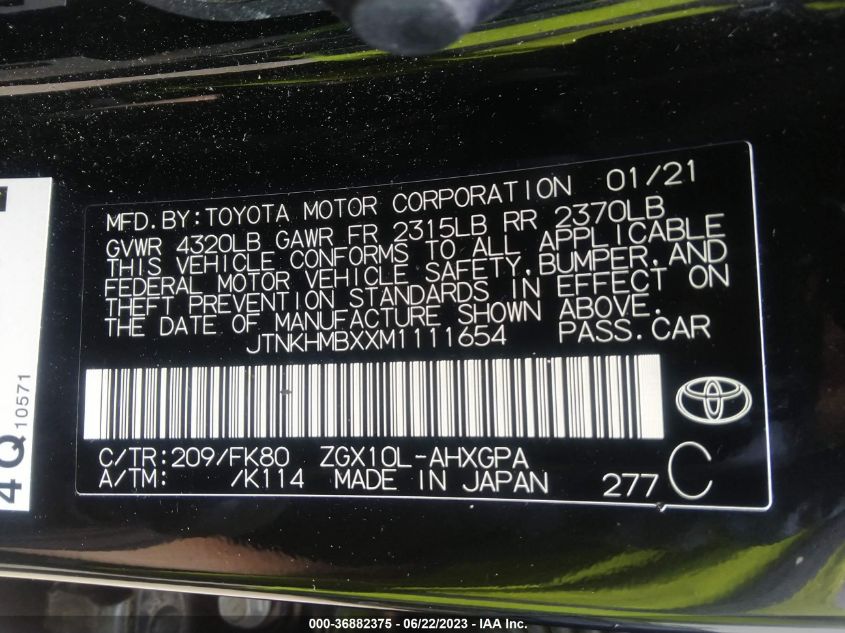 MFD.BY:TOYOTA MOTOR CORPORATION 01/21
GVWR 4320LB GAWR FR 2315LB RR 2370LB
THIS VEHICLE CONFORMS TO ALL APPLICABLE
FEDERAL MOTOR VEHICLE SAFETY,BUMPER,AND
THEFT PREVENTION STANDARDS IN EFFECT ON
THE DATE OF MANUFACTURE SHOWN ABOVE.
JTNKHMBXXM1111654 PASS.CAR
C/TR:209/FK80 ZGX10L-AHXGPA
A/TM: /K114 MADE IN JAPAN 277 C
4Q 10571
000-36882375 - 06/22/2023 - IAA Inc.